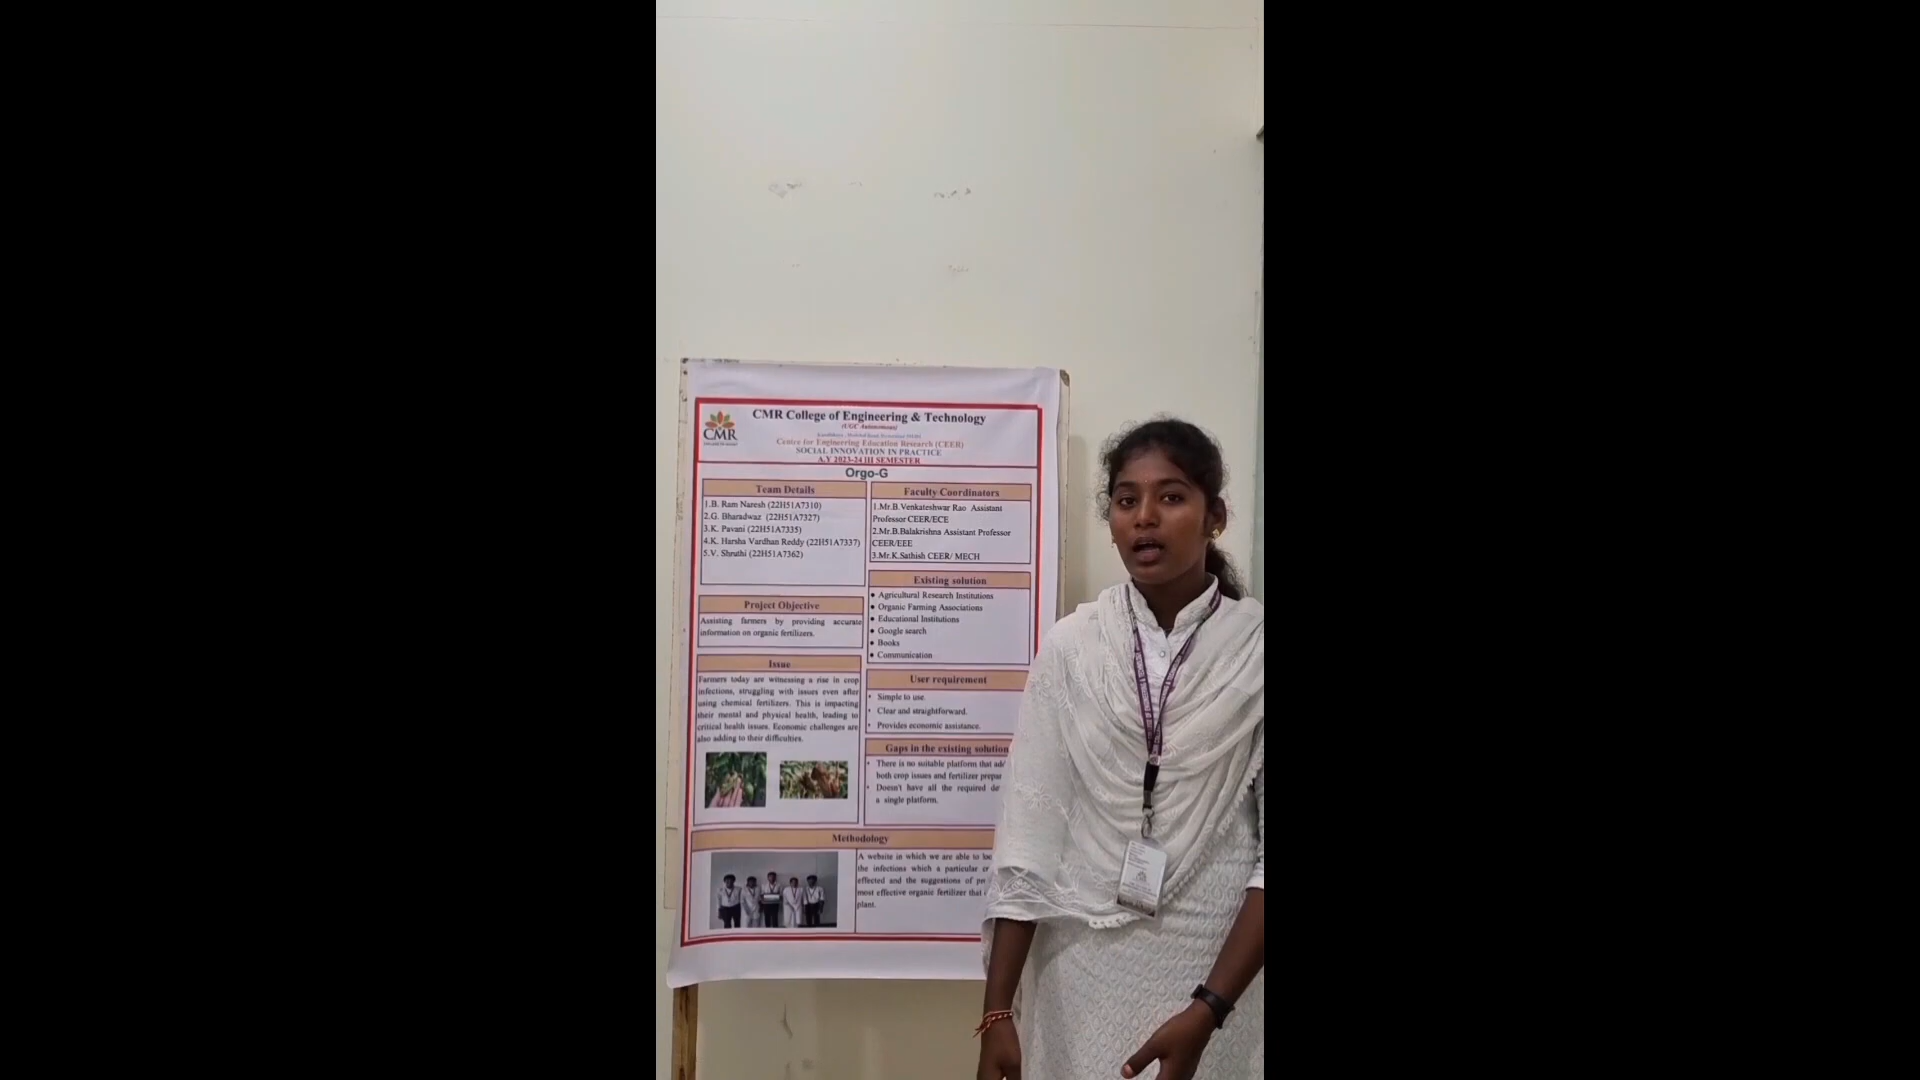 CMR College of Engineering & Technology
(UGC Autonomous)
CMR
Centre for Engineering Education Research (CEER)
SOCIAL INNOVATION IN PRACTICE
A.Y 2023-24 III SEMESTER
Orgo-G
Team Details
1.B. Ram Naresh (22H51A7310)
2.G. Bharadwaz (22H51A7327)
3.K. Pavani (22H51A7335)
4.K. Harsha Vardhan Reddy (22H51A7337)
5.V. Shruthi (22H51A7362)
Faculty Coordinators
1.Mr.B.Venkateshwar Rao Assistant
Professor CEER/ECE
2.Mr.B.Balakrishna Assistant Professor
CEER/EEE
3.Mr.K.Sathish CEER/ MECH
Project Objective
Assisting farmers by providing accurate
information on organic fertilizers.
Existing solution
• Agricultural Research Institutions
• Organic Farming Associations
• Educational Institutions
• Google search
• Books
• Communication
Issue
Farmers today are witnessing a rise in crop
infections, struggling with issues even after
using chemical fertilizers. This is impacting
their mental and physical health, leading to
critical health issues. Economic challenges are
also adding to their difficulties.
User requirement
• Simple to use.
• Clear and straightforward.
• Provides economic assistance.
Gaps in the existing solution
• There is no suitable platform that
both crop issues and fertilizer
• Doesn't have all the required
a single platform.
Methodology
A website in which we are able to
the infections which a particular
effected and the suggestions of
most effective organic fertilizer that
plant.